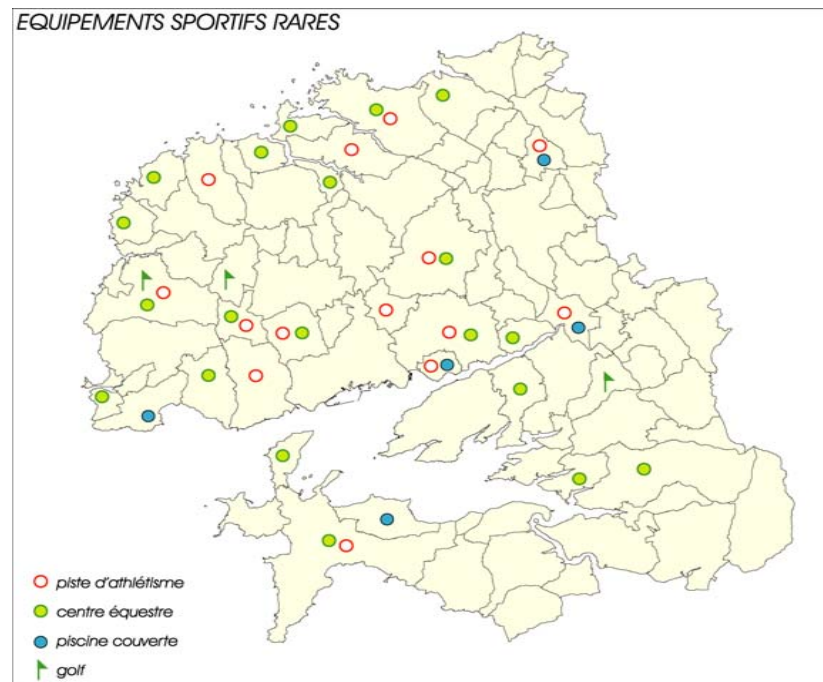 EQUIPEMENTS SPORTIFS RARES
piste d'athlétisme
centre équestre
piscine couverte
golf